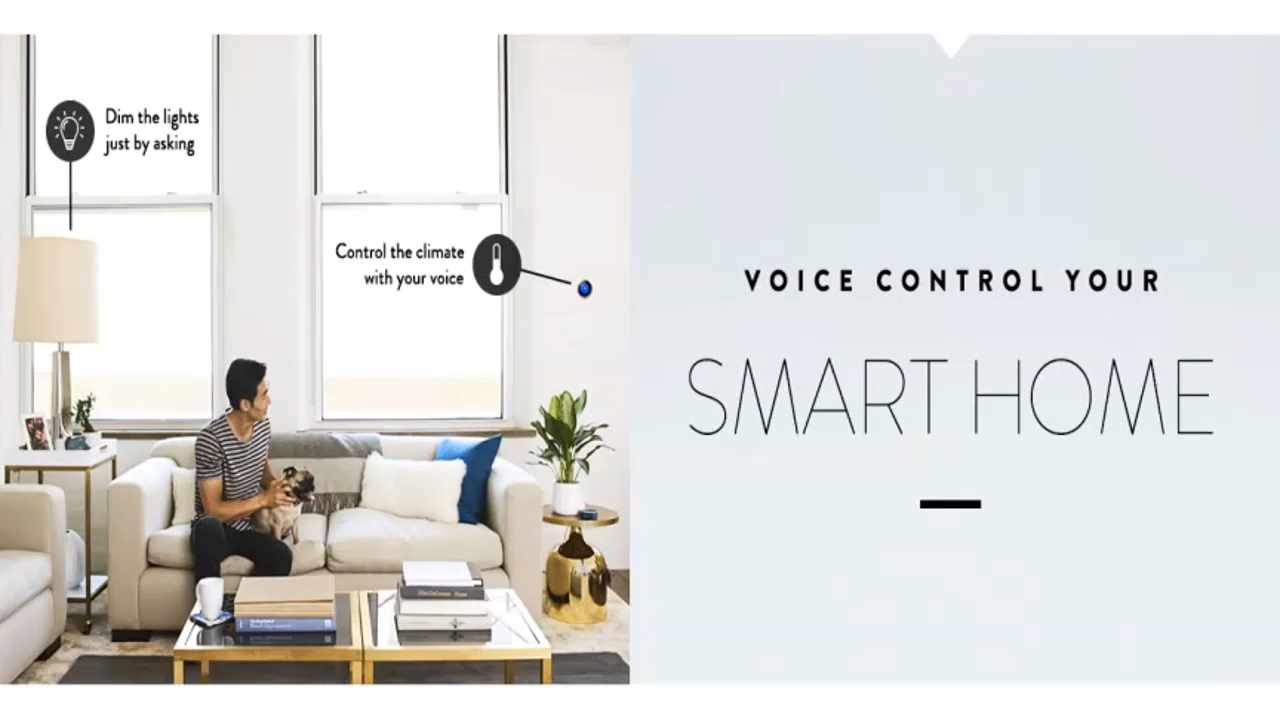 Dim the lights
just by asking
Control the climate
with your voice
VOICE CONTROL YOUR
SMART HOME